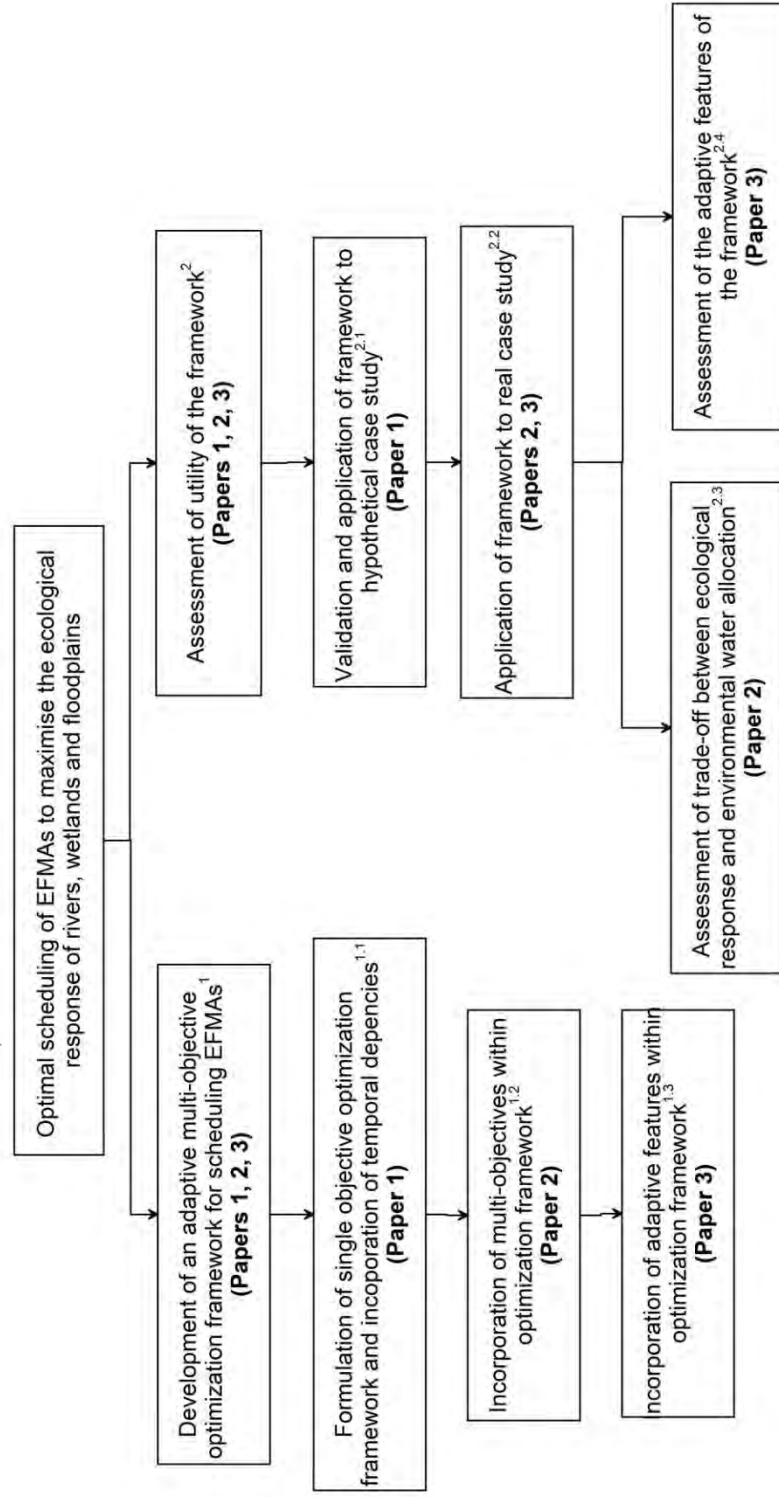 Optimal scheduling of EFMAs to maximise the ecological
response of rivers, wetlands and floodplains
Development of an adaptive multi-objective
optimization framework for scheduling EFMAs1
(Papers 1, 2, 3)
Formulation of single objective optimization
framework and incoporation of temporal depencies1.1
(Paper 1)
Incorporation of multi-objectives within
optimization framework1.2
(Paper 2)
Incorporation of adaptive features within
optimization framework1.3
(Paper 3)
Assessment of utility of the framework2
(Papers 1, 2, 3)
Validation and application of framework to
hypothetical case study2.1
(Paper 1)
Application of framework to real case study2.2
(Papers 2, 3)
Assessment of trade-off between ecological
response and environmental water allocation2.3
(Paper 2)
Assessment of the adaptive features of
the framework2.4
(Paper 3)